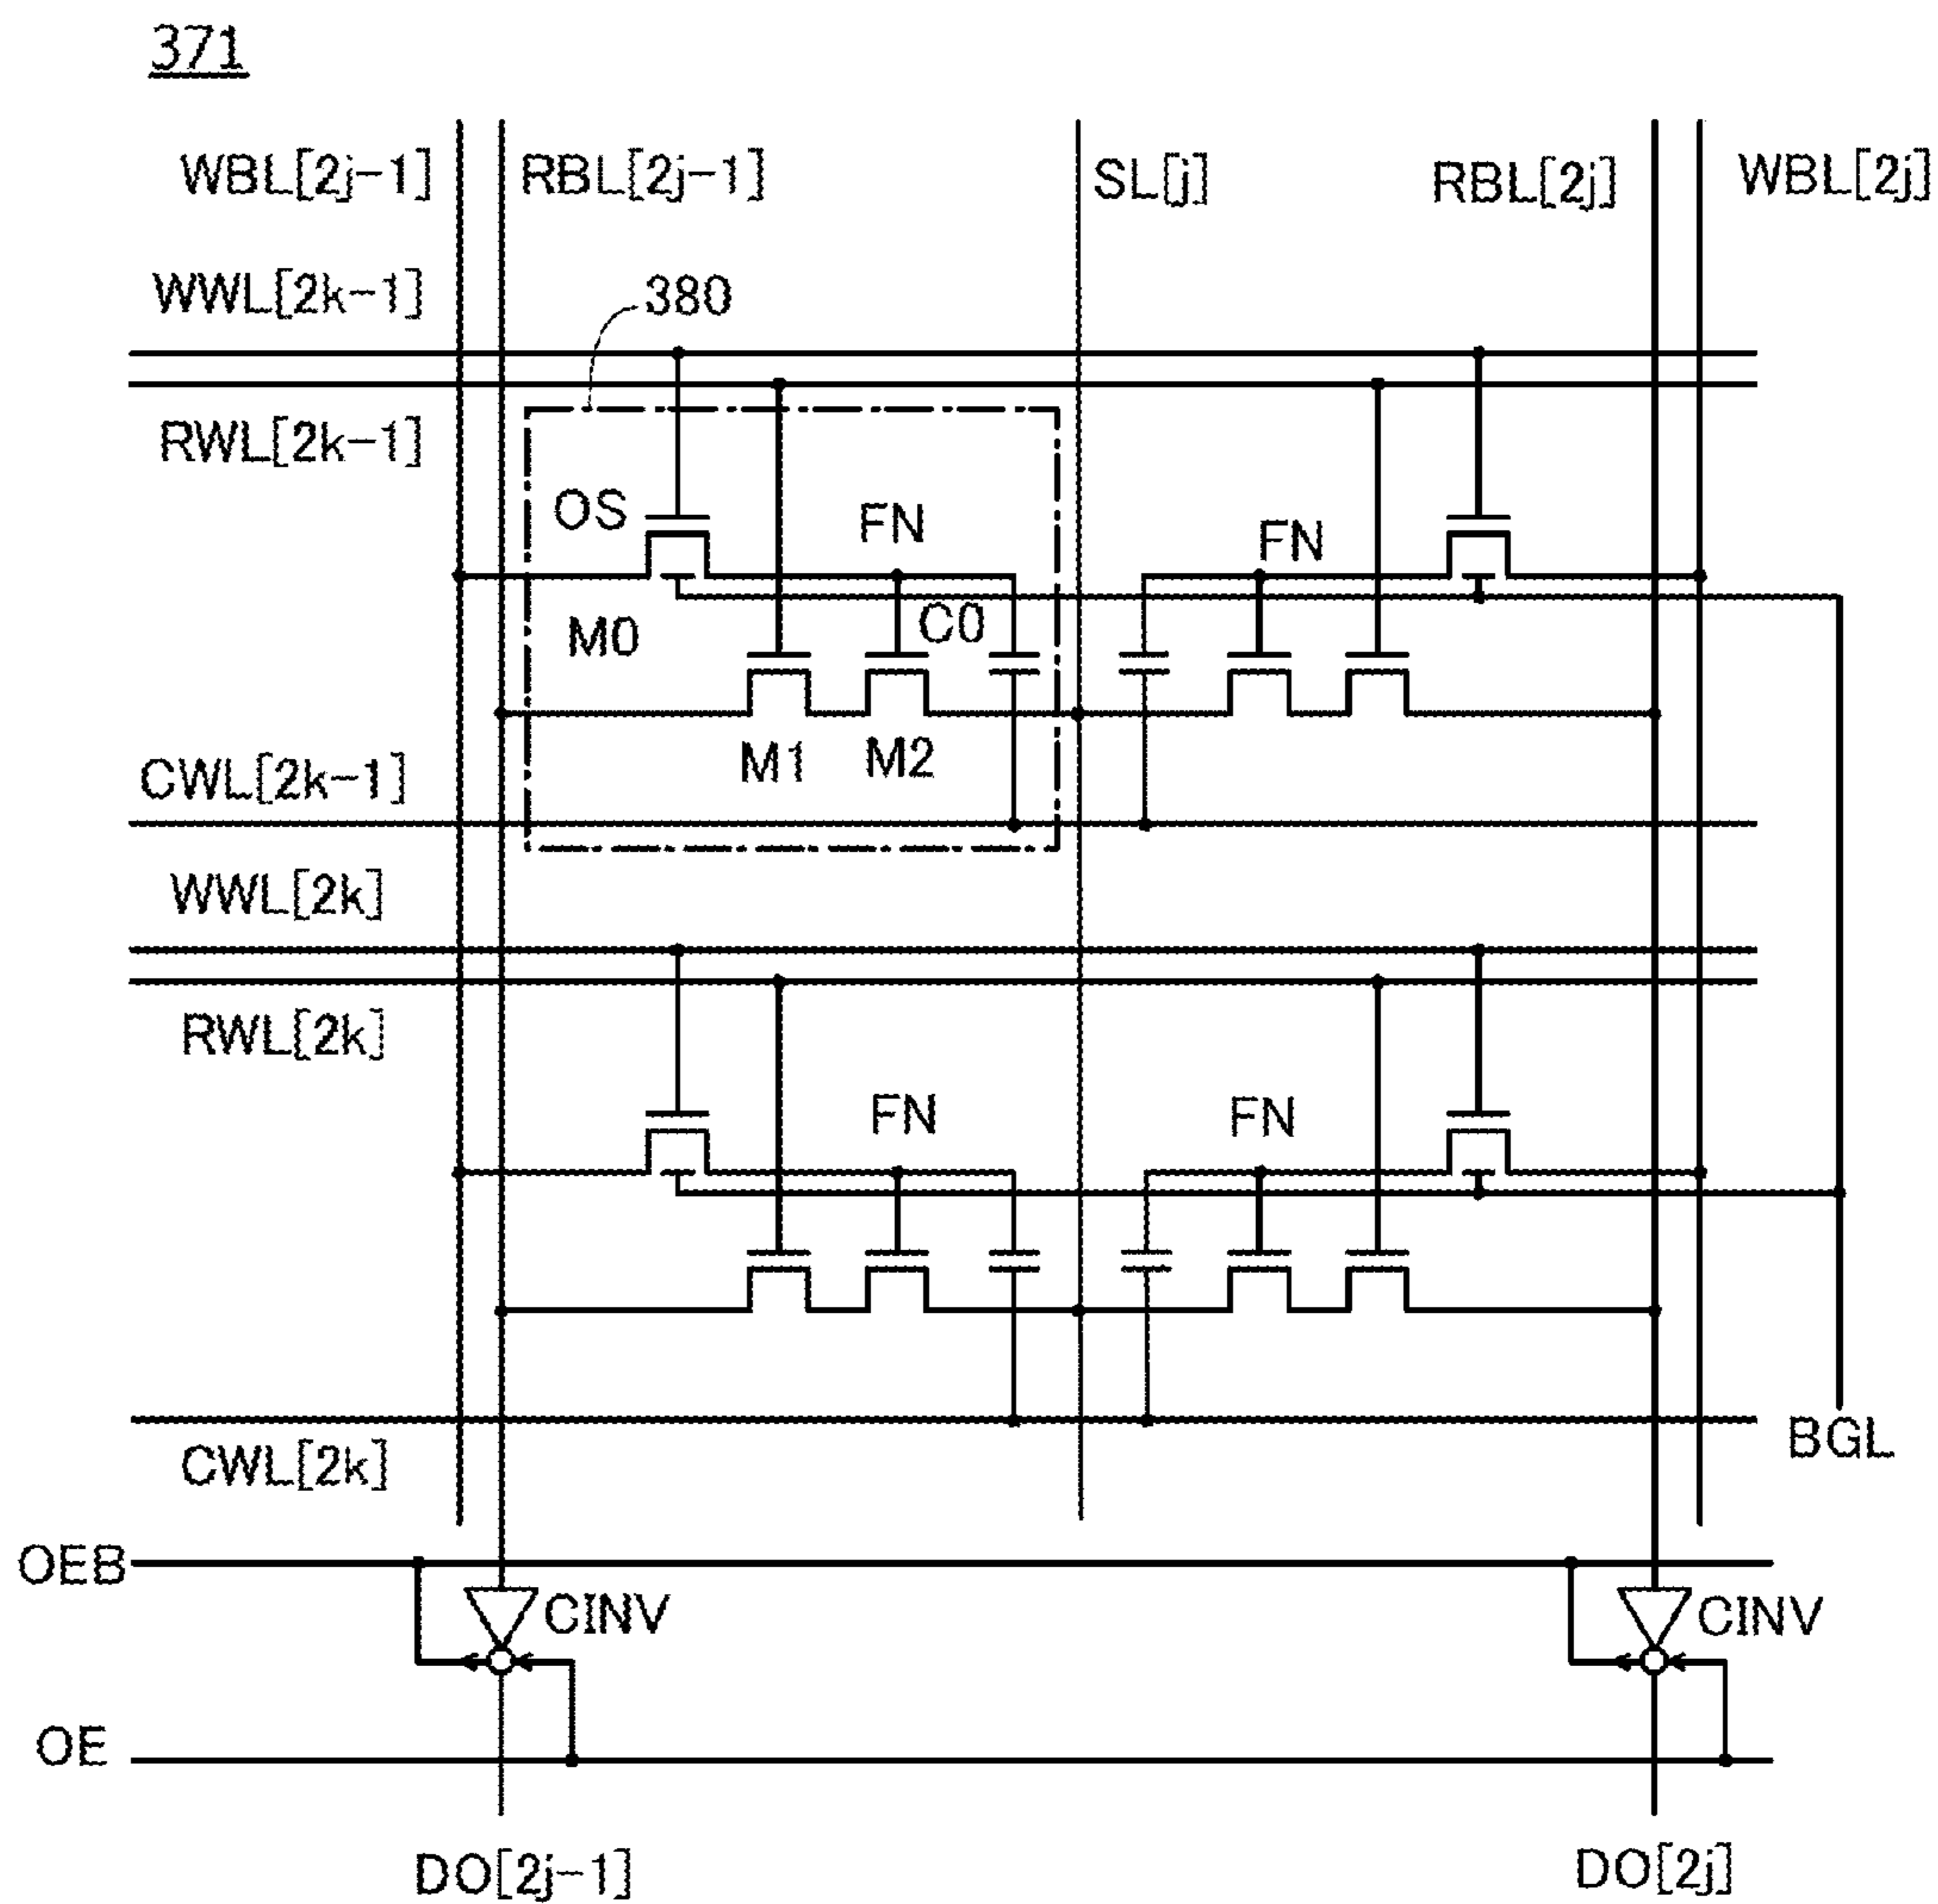 371
WBL[2j-1]
RBL[2j-1]
SL[j]
RBL[2j]
WBL[2j]
WWL[2k-1]
380
RWL[2k-1]
OS
FN
FN
M0
C0
M1
M2
CWL[2k-1]
WWL[2k]
RWL[2k]
FN
FN
CWL[2k]
BGL
OEB
CINV
CINV
OE
DO[2j-1]
DO[2j]